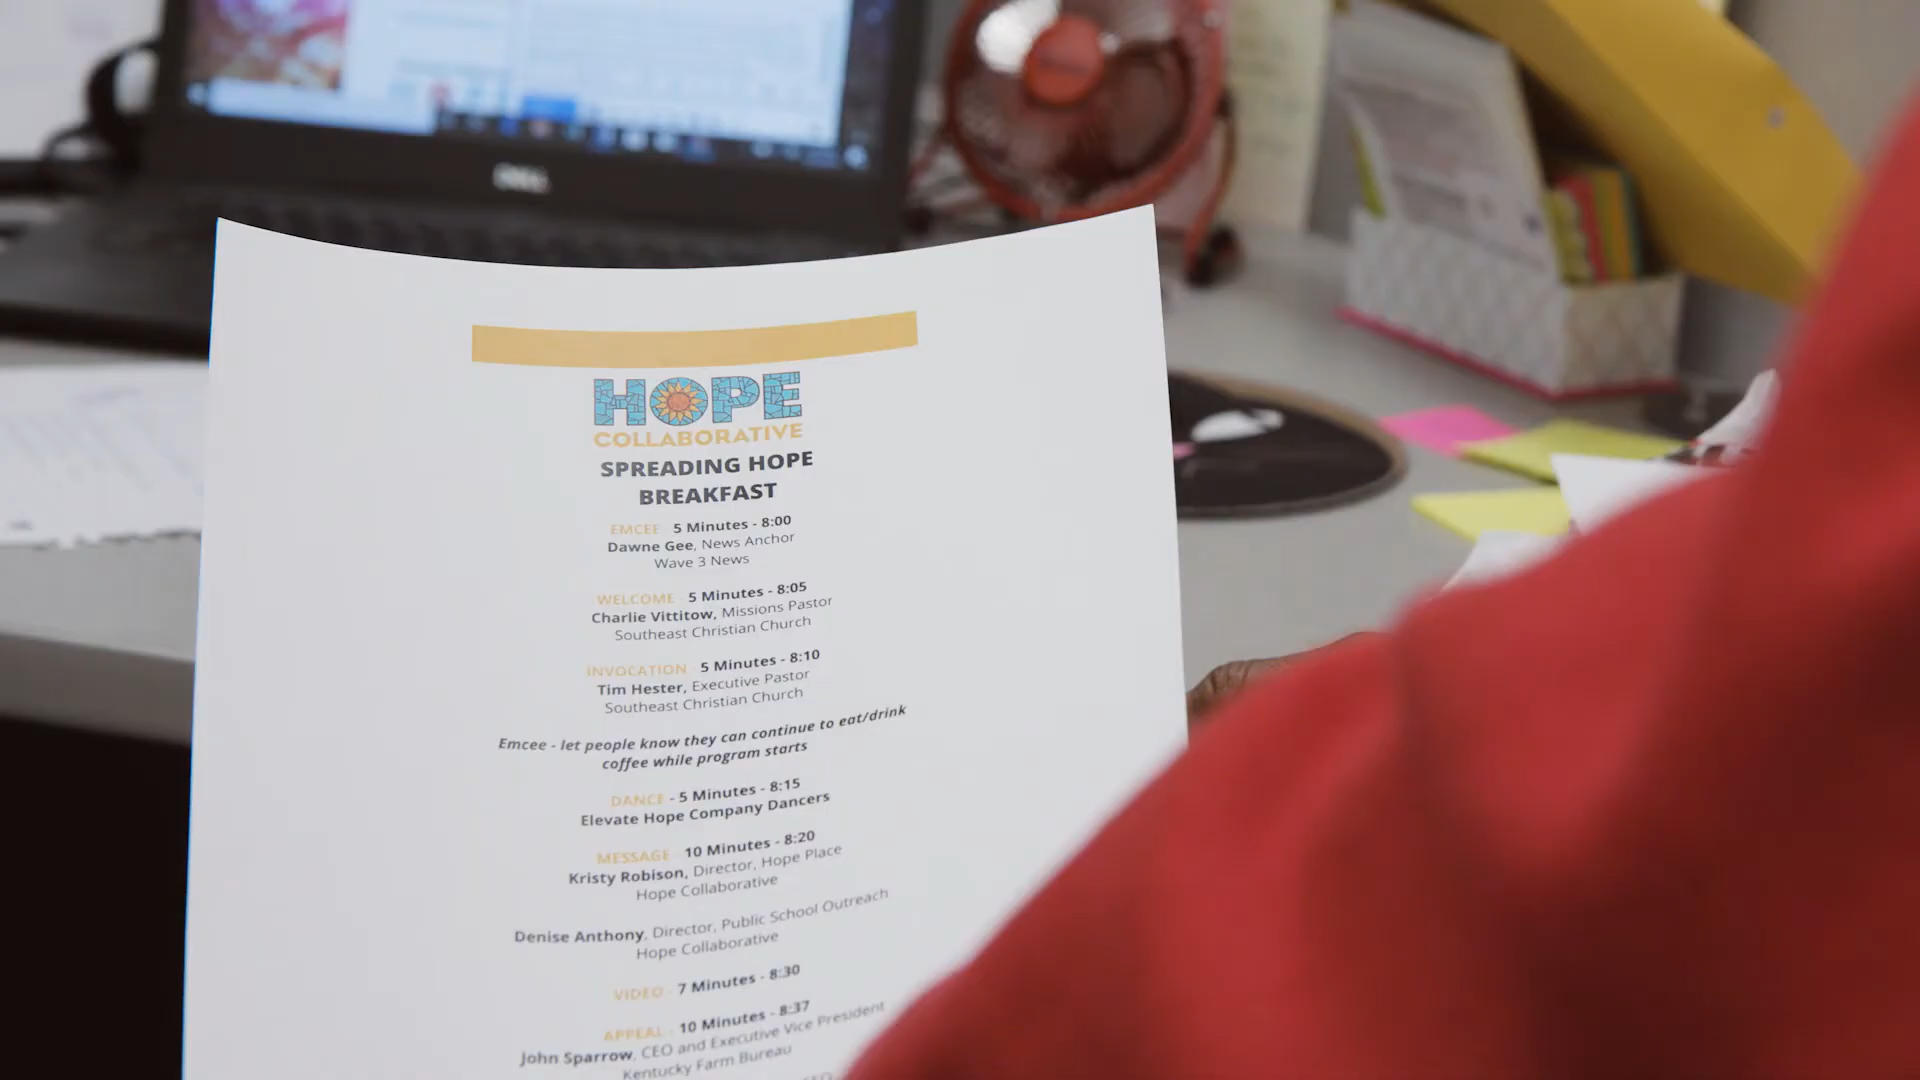 DELL
HOPE
COLLABORATIVE
SPREADING HOPE
BREAKFAST
EMCEE - 5 Minutes - 8:00
Dawne Gee, News Anchor
Wave 3 News
WELCOME - 5 Minutes - 8:05
Charlie Vittitow, Missions Pastor
Southeast Christian Church
INVOCATION - 5 Minutes - 8:10
Tim Hester, Executive Pastor
Southeast Christian Church
Emcee - let people know they can continue to eat/drink
coffee while program starts
DANCE - 5 Minutes - 8:15
Elevate Hope Company Dancers
MESSAGE - 10 Minutes - 8:20
Kristy Robison, Director, Hope Place
Hope Collaborative
Denise Anthony, Director, Public School Outreach
Hope Collaborative
VIDEO - 7 Minutes - 8:30
APPEAL - 10 Minutes - 8:37
John Sparrow, CEO and Executive Vice President
Kentucky Farm Bureau